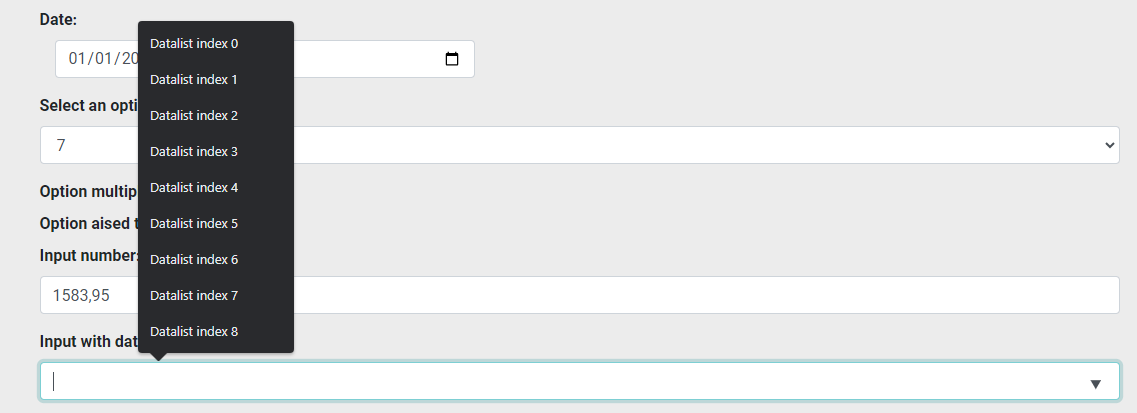 Date:
01/01/20
Select an opti
7
Option multip
Option aised t
Input number:
1583,95
Input with dat
Datalist index 0
Datalist index 1
Datalist index 2
Datalist index 3
Datalist index 4
Datalist index 5
Datalist index 6
Datalist index 7
Datalist index 8